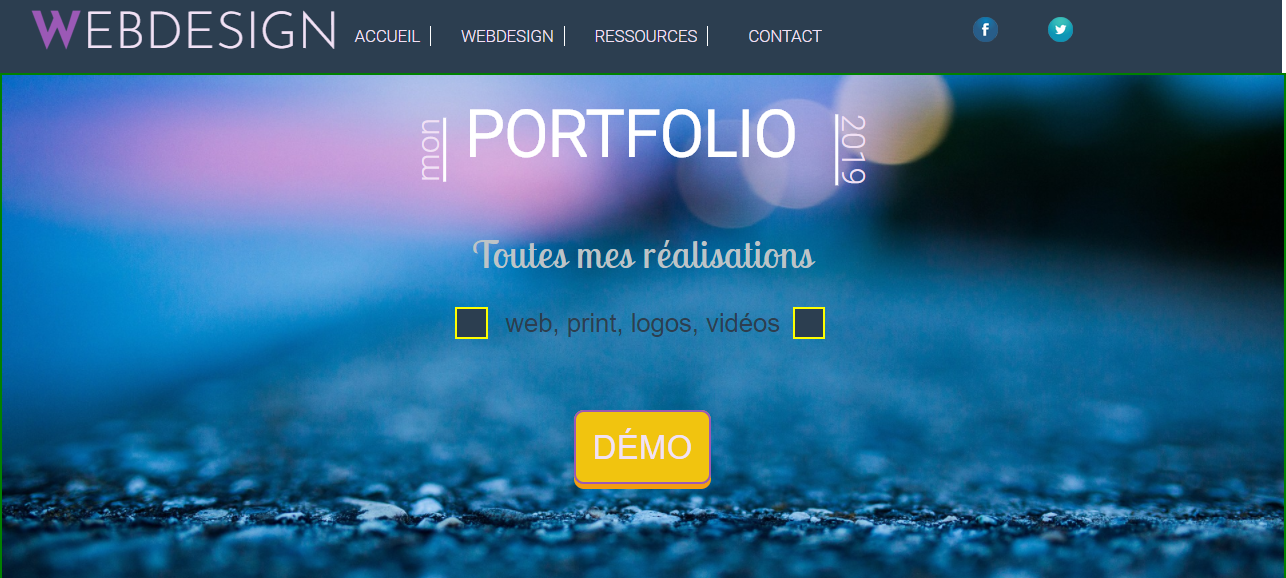 WEBDESIGN ACCUEIL WEBDESIGN RESSOURCES CONTACT
mon PORTFOLIO 2019
Toutes mes réalisations
web, print, logos, vidéos
DÉMO